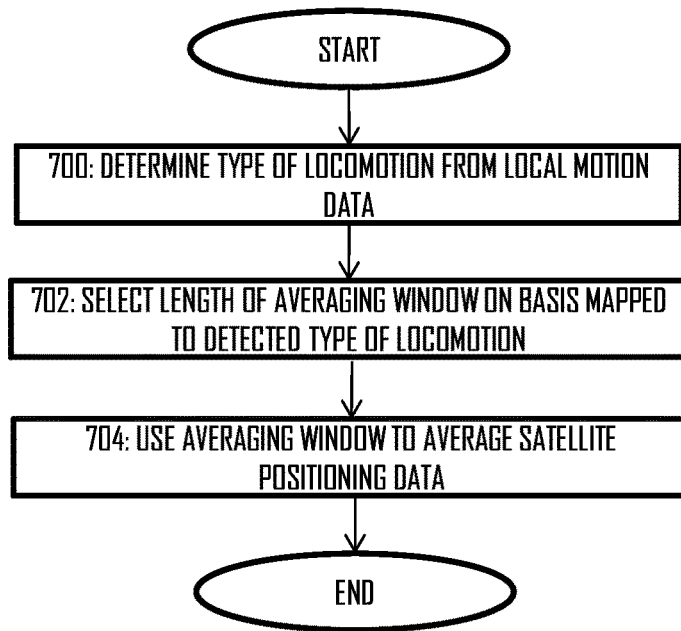 START
700: DETERMINE TYPE OF LOCOMOTION FROM LOCAL MOTION
DATA
702: SELECT LENGTH OF AVERAGING WINDOW ON BASIS MAPPED
TO DETECTED TYPE OF LOCOMOTION
704: USE AVERAGING WINDOW TO AVERAGE SATELLITE
POSITIONING DATA
END